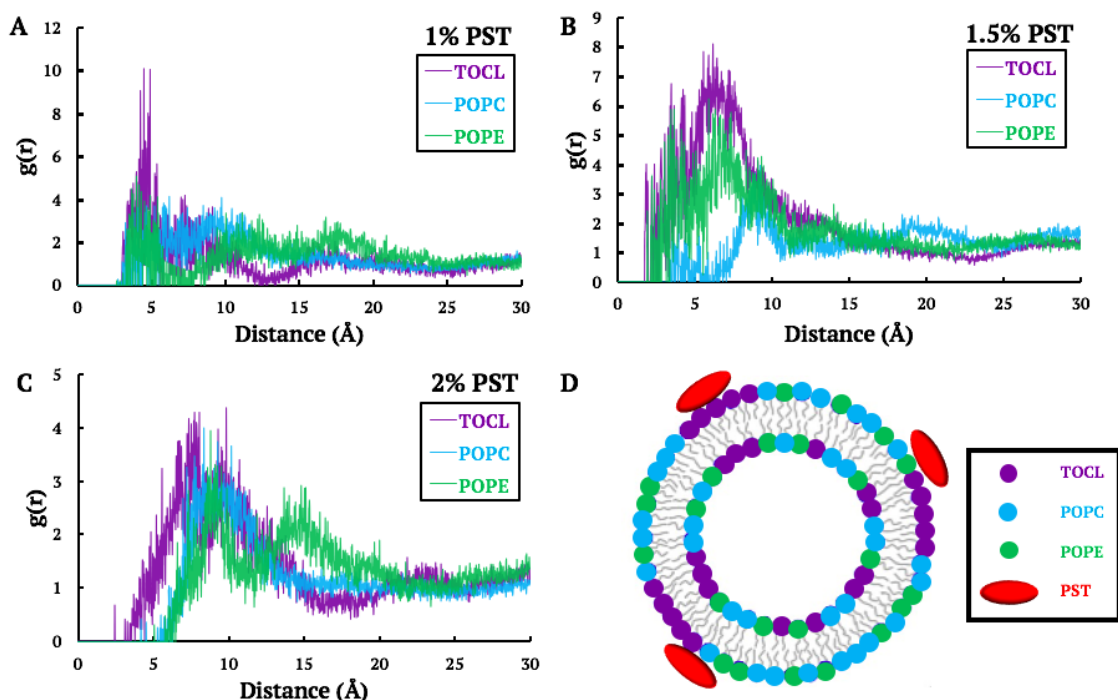 A
1% PST
TOCL
POPC
POPE
g(r)
12
10
8
6
4
2
0
0 5 10 15 20 25 30
Distance (Å)
B
1.5% PST
TOCL
POPC
POPE
g(r)
9
8
7
6
5
4
3
2
1
0
0 5 10 15 20 25 30
Distance (Å)
C
2% PST
TOCL
POPC
POPE
g(r)
5
4
3
2
1
0
0 5 10 15 20 25 30
Distance (Å)
D
TOCL
POPC
POPE
PST